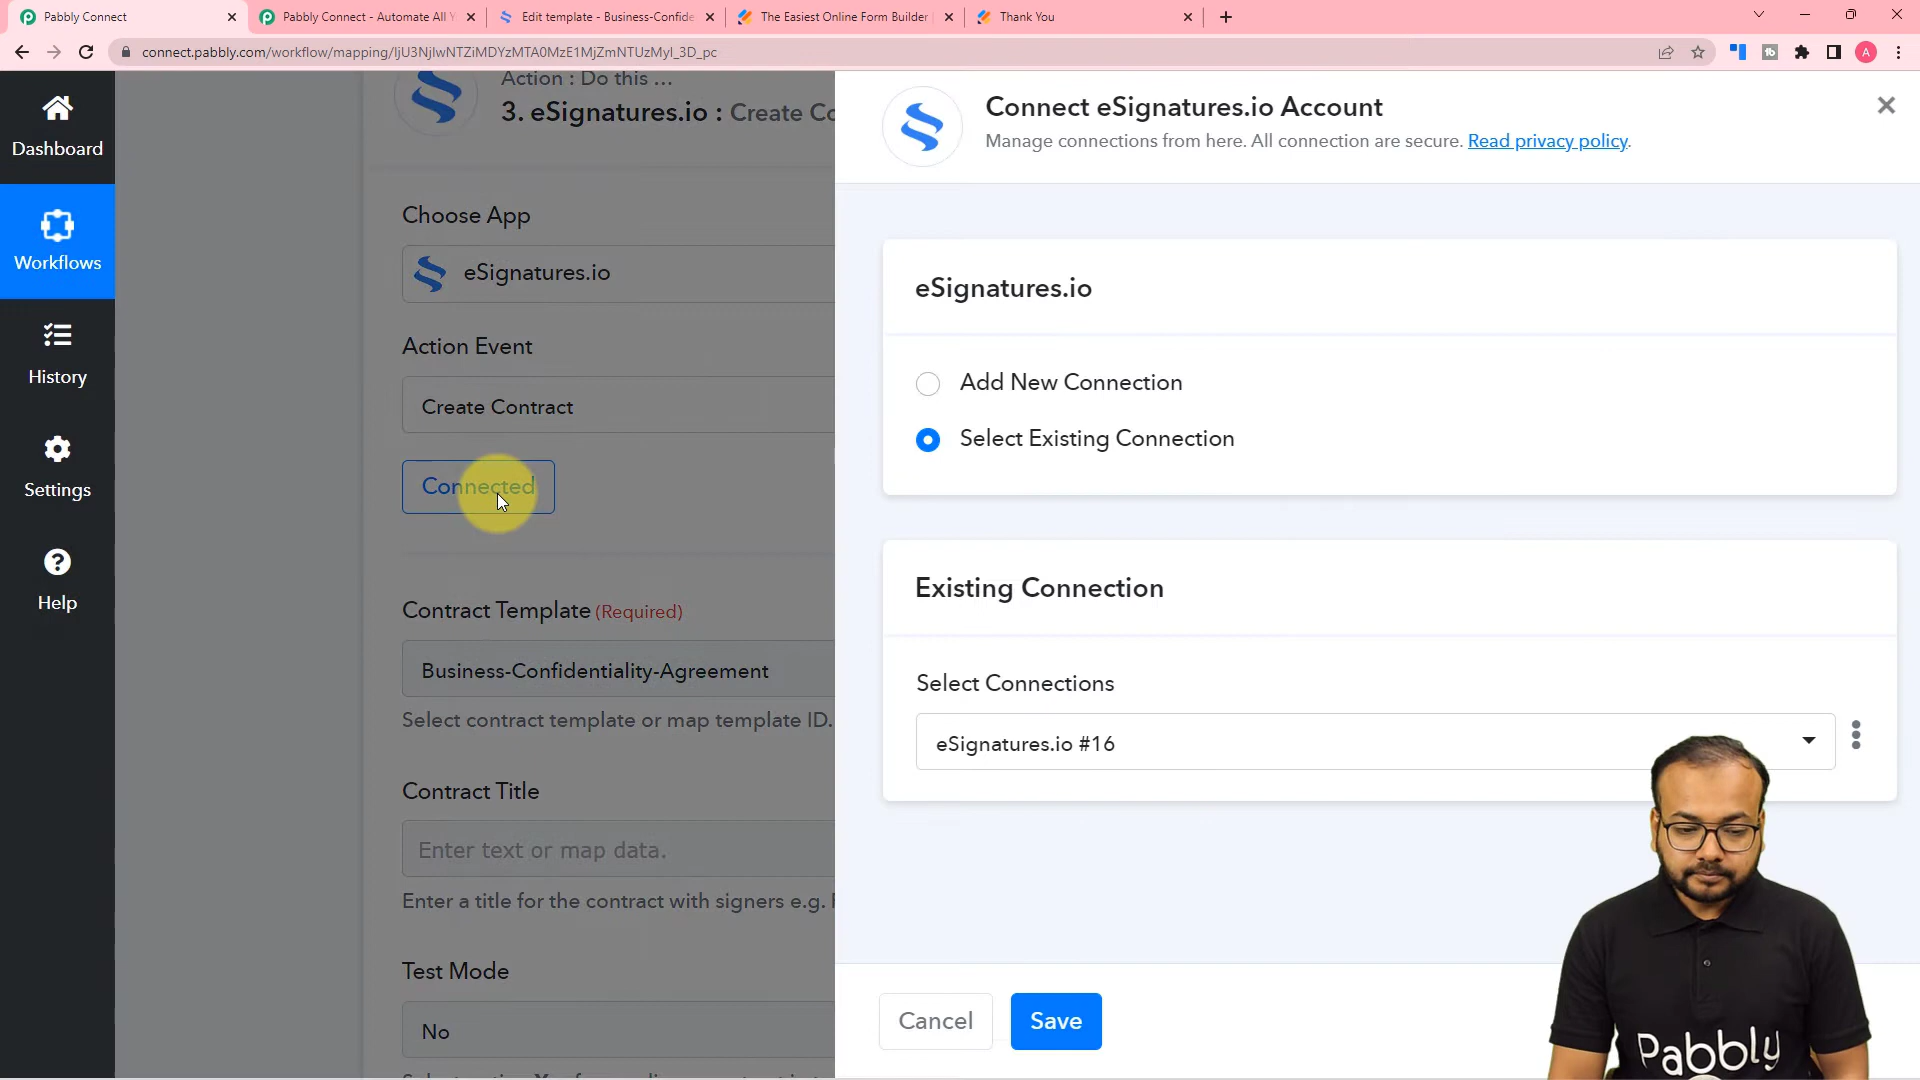 Pabbly Connect
Pabbly Connect - Automate All Y
Edit template - Business-Confide
The Easiest Online Form Builder
Thank You
connect.pabbly.com/workflow/mapping/IjU3NjIwNTZiMDYzMTA0MzE1MjZmNTUzMyI_3D_pc
A
Dashboard
Workflows
History
Settings
Help
Action : Do this ...
3. eSignatures.io : Create Co
Choose App
eSignatures.io
Action Event
Create Contract
Connected
Contract Template (Required)
Business-Confidentiality-Agreement
Select contract template or map template ID.
Contract Title
Enter text or map data.
Enter a title for the contract with signers e.g.
Test Mode
No
Connect eSignatures.io Account
Manage connections from here. All connection are secure. Read privacy policy.
eSignatures.io
Add New Connection
Select Existing Connection
Existing Connection
Select Connections
eSignatures.io #16
Cancel
Save
Pabbly